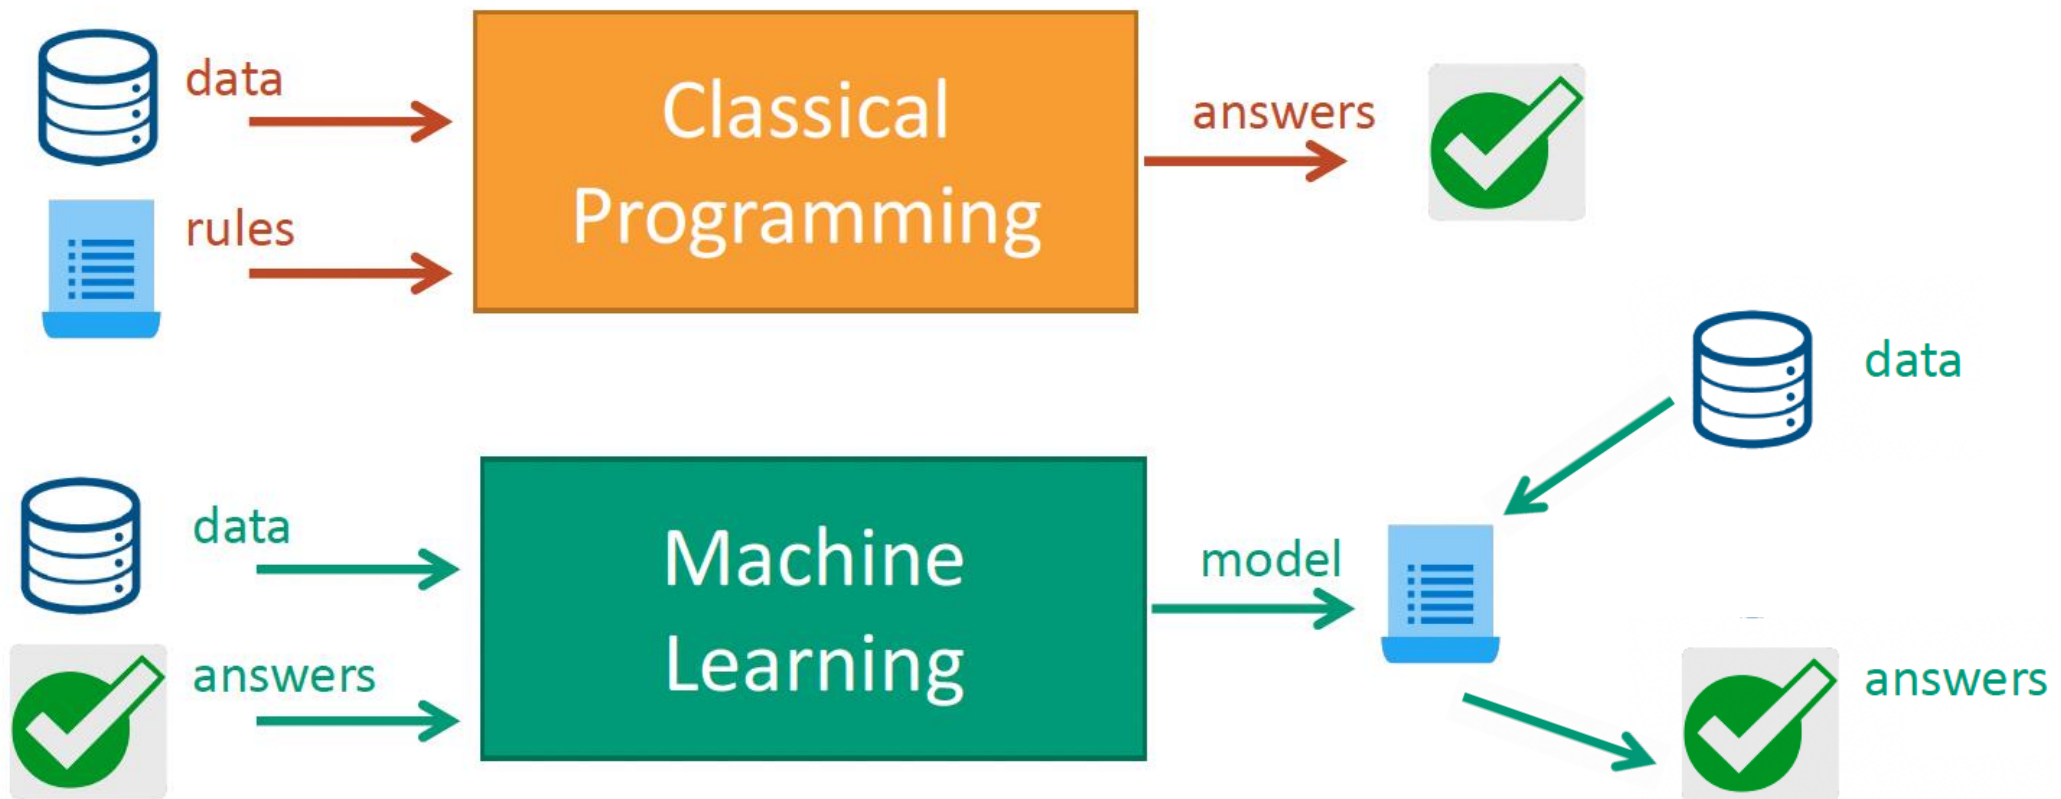 data
rules
Classical
Programming
answers
data
answers
Machine
Learning
model
data
answers